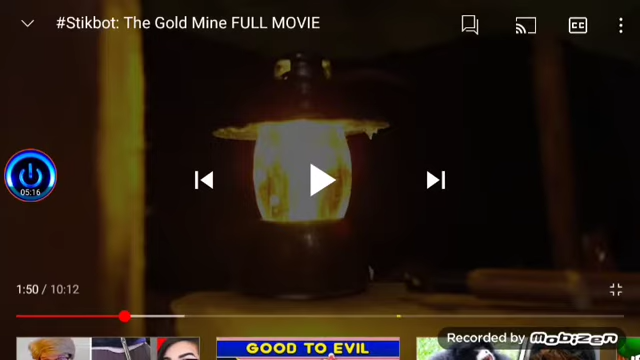 #Stikbot: The Gold Mine FULL MOVIE
CC
05:16
1:50 / 10:12
Recorded by Mobizen
GOOD TO EVIL